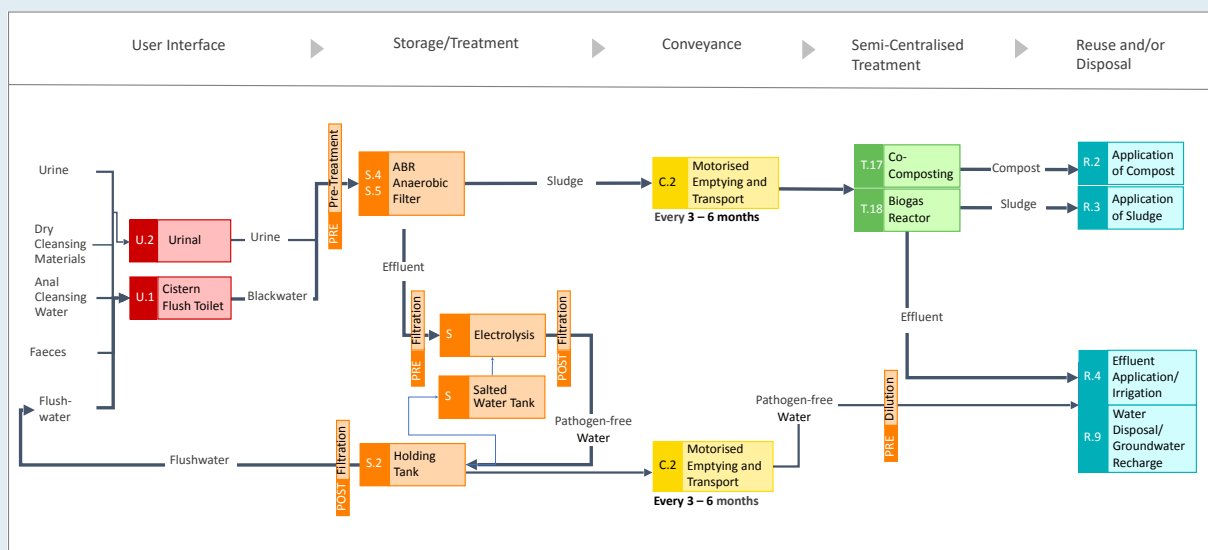 User Interface
Storage/Treatment
Conveyance
Semi-Centralised
Treatment
Reuse and/or
Disposal
Urine
Dry
Cleansing
Materials
Anal
Cleansing
Water
Faeces
Flush-
water
U.2
Urinal
Urine
U.1
Cistern
Flush Toilet
Blackwater
PRE
Pre-Treatment
S.4
S.5
ABR
Anaerobic
Filter
Sludge
C.2
Motorised
Emptying and
Transport
Every 3 – 6 months
T.17
Co-
Composting
Compost
T.18
Biogas
Reactor
Sludge
R.2
Application
of Compost
R.3
Application
of Sludge
Effluent
PRE
Filtration
S
Electrolysis
POST
Filtration
S
Salted
Water Tank
Pathogen-free
Water
Flushwater
POST
Filtration
S.2
Holding
Tank
C.2
Motorised
Emptying and
Transport
Every 3 – 6 months
Pathogen-free
Water
PRE
Dilution
Effluent
R.4
Effluent
Application/
Irrigation
R.9
Water
Disposal/
Groundwater
Recharge